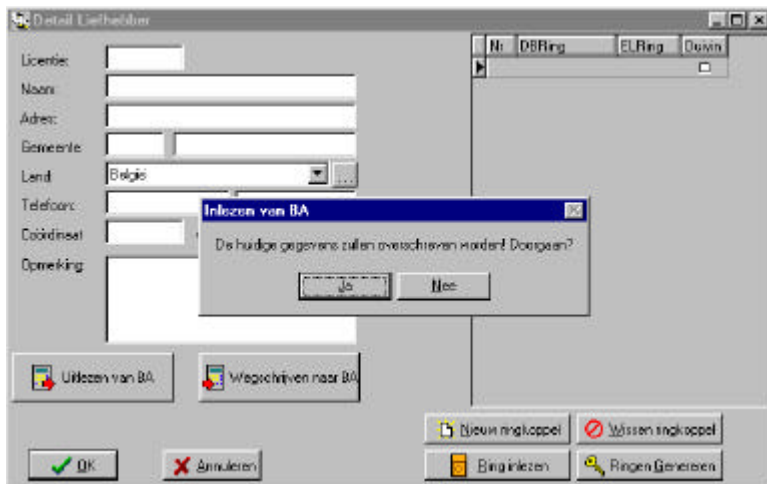 Detail Liefhebber
Licentie:
Naam:
Adres:
Gemeente
Land: België ...
Telefoon:
Coördinaat
Opmerking:
Nr DBRing ELRing Duivin
Inlezen van BA
De huidige gegevens zullen overschreven worden! Doorgaan?
Ja Nee
Uitlezen van BA Wegschrijven naar BA
Nieuw ringkoppel Wissen ringkoppel
OK Annuleren Ring inlezen Ringen Genereren